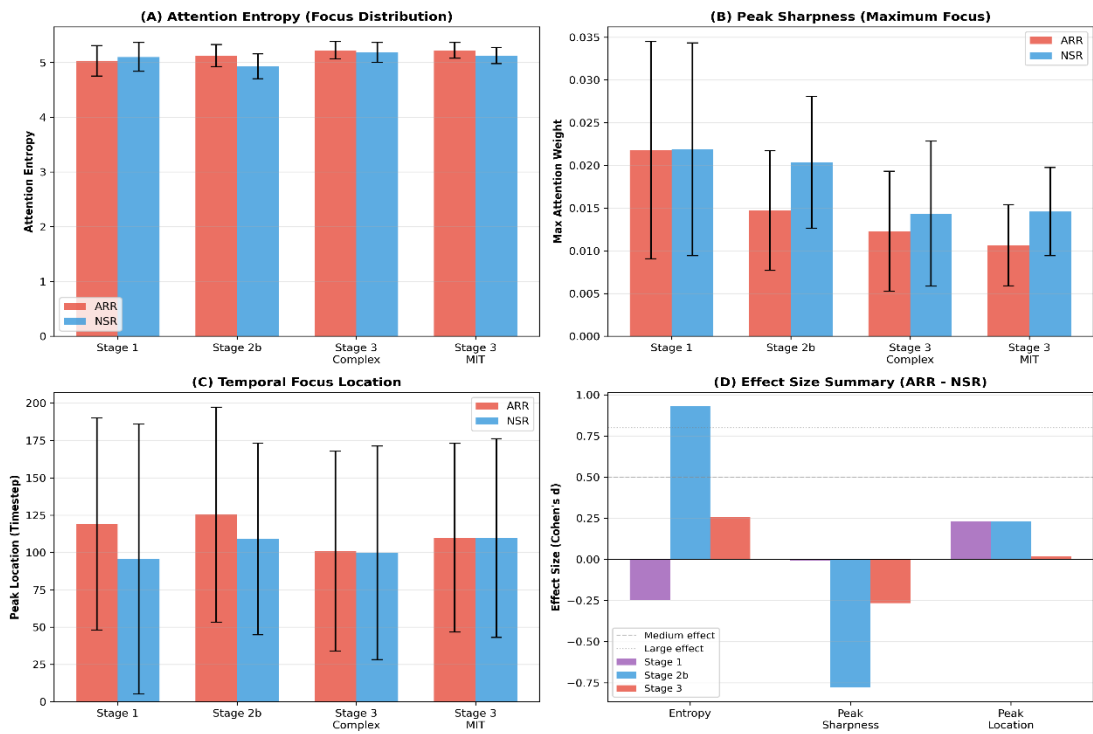 (A) Attention Entropy (Focus Distribution)
Attention Entropy
5
4
3
2
1
0
ARR
NSR
Stage 1
Stage 2b
Stage 3
Complex
Stage 3
MIT
(B) Peak Sharpness (Maximum Focus)
Max Attention Weight
0.035
0.030
0.025
0.020
0.015
0.010
0.005
0.000
ARR
NSR
Stage 1
Stage 2b
Stage 3
Complex
Stage 3
MIT
(C) Temporal Focus Location
Peak Location (Timestep)
200
175
150
125
100
75
50
25
0
ARR
NSR
Stage 1
Stage 2b
Stage 3
Complex
Stage 3
MIT
(D) Effect Size Summary (ARR - NSR)
Effect Size (Cohen's d)
1.00
0.75
0.50
0.25
0.00
−0.25
−0.50
−0.75
Medium effect
Large effect
Stage 1
Stage 2b
Stage 3
Entropy
Peak
Sharpness
Peak
Location